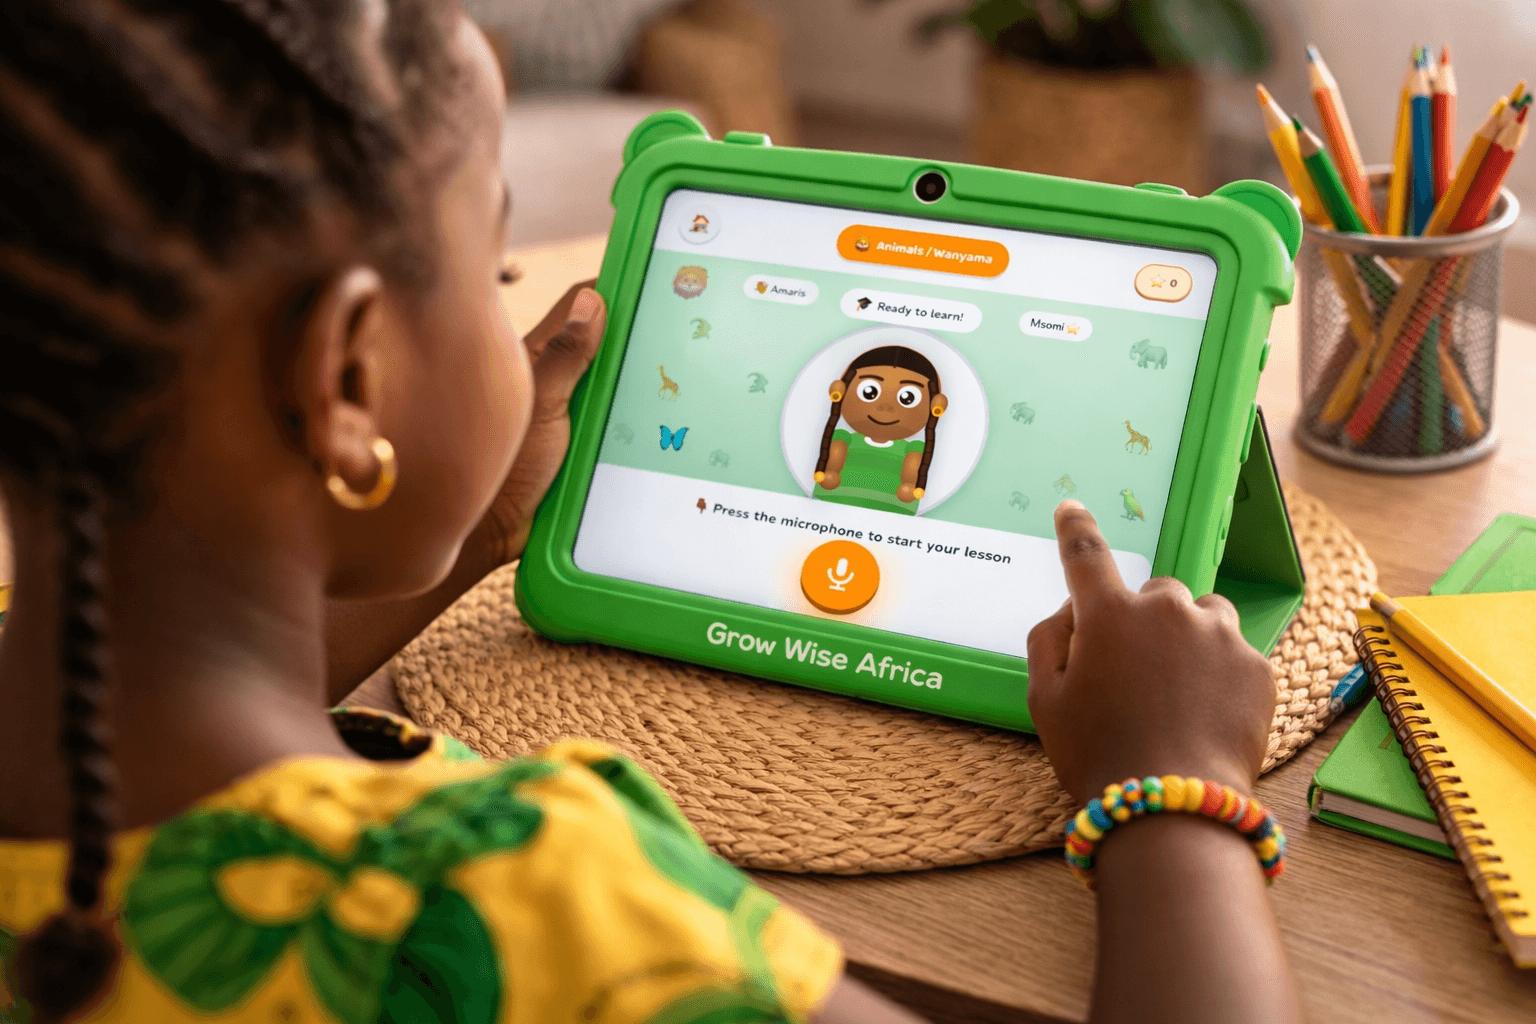 Animals / Wanyama
0
Amaris
Ready to learn!
Msomi
Press the microphone to start your lesson
Grow Wise Africa